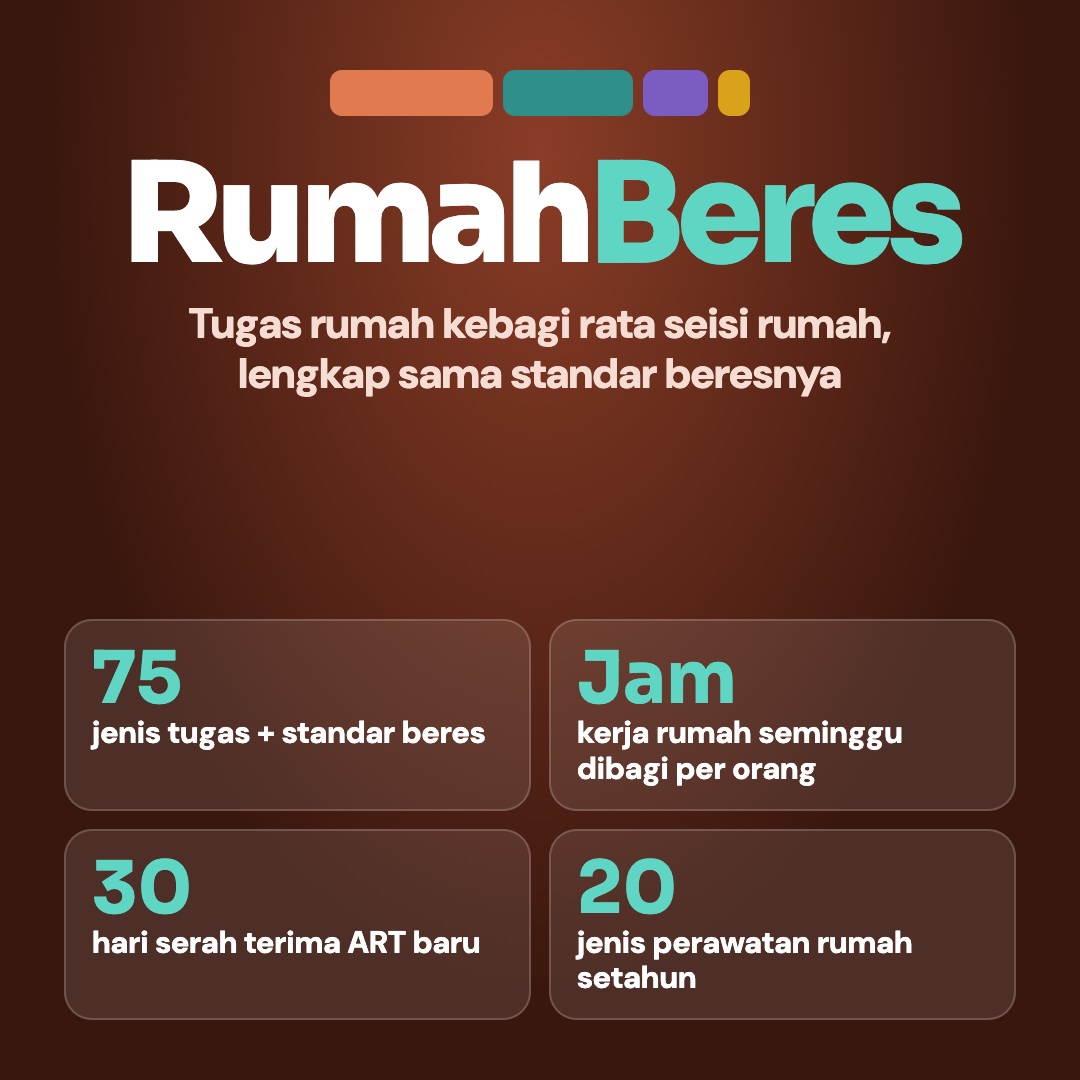 RumahBeres
Tugas rumah kebagi rata seisi rumah,
lengkap sama standar beresnya
75
jenis tugas + standar beres
Jam
kerja rumah seminggu
dibagi per orang
30
hari serah terima ART baru
20
jenis perawatan rumah
setahun